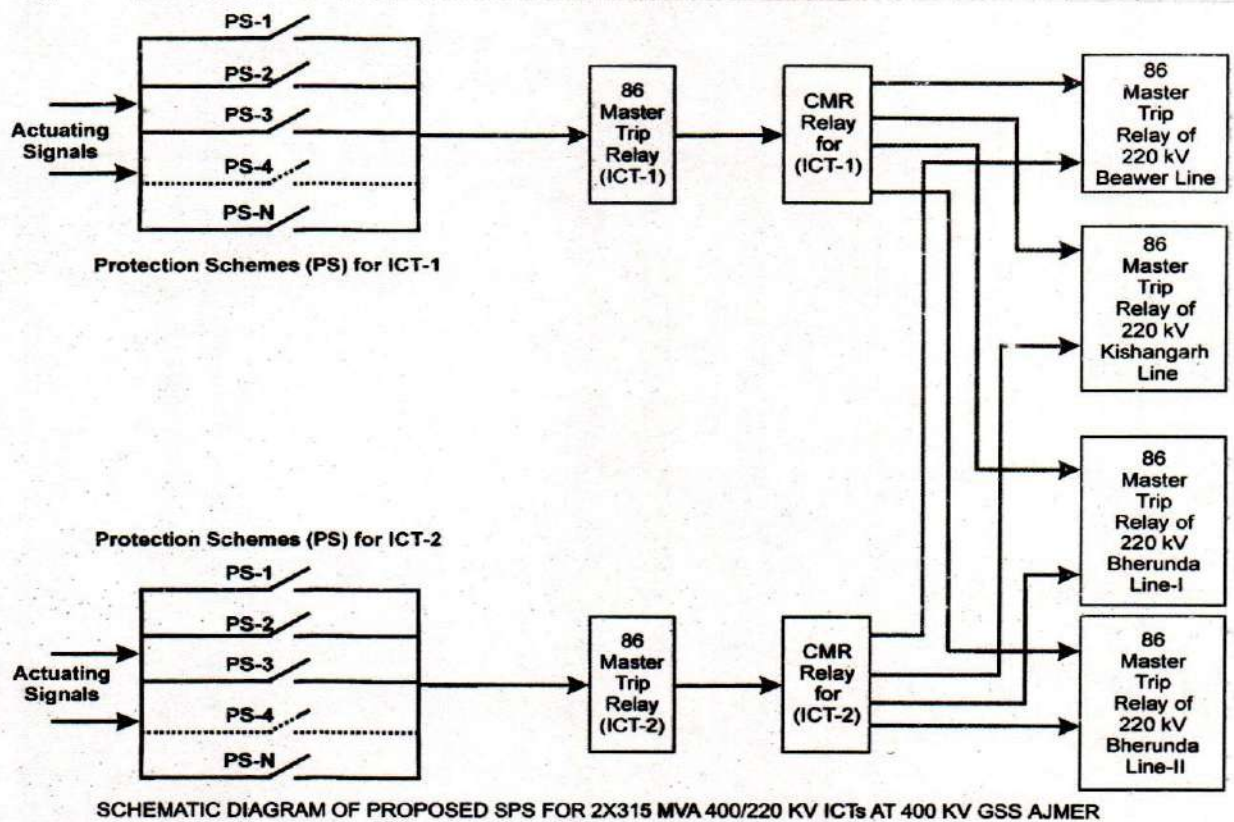 PS-1
PS-2
PS-3
PS-4
PS-N
Actuating
Signals
Protection Schemes (PS) for ICT-1
86
Master
Trip
Relay
(ICT-1)
CMR
Relay
for
(ICT-1)
86
Master
Trip
Relay of
220 kV
Beawer Line
86
Master
Trip
Relay of
220 kV
Kishangarh
Line
86
Master
Trip
Relay of
220 kV
Bherunda
Line-I
Protection Schemes (PS) for ICT-2
PS-1
PS-2
PS-3
PS-4
PS-N
Actuating
Signals
86
Master
Trip
Relay
(ICT-2)
CMR
Relay
for
(ICT-2)
86
Master
Trip
Relay of
220 kV
Bherunda
Line-II
SCHEMATIC DIAGRAM OF PROPOSED SPS FOR 2X315 MVA 400/220 KV ICTs AT 400 KV GSS AJMER